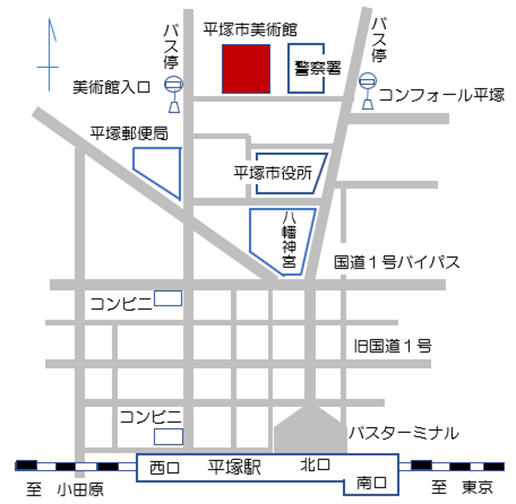 バス停
平塚市美術館
バス停
警察署
美術館入口
コンフォール平塚
平塚郵便局
平塚市役所
八幡神宮
国道1号バイパス
コンビニ
旧国道1号
コンビニ
バスターミナル
西口
平塚駅
北口
南口
至 小田原
至 東京